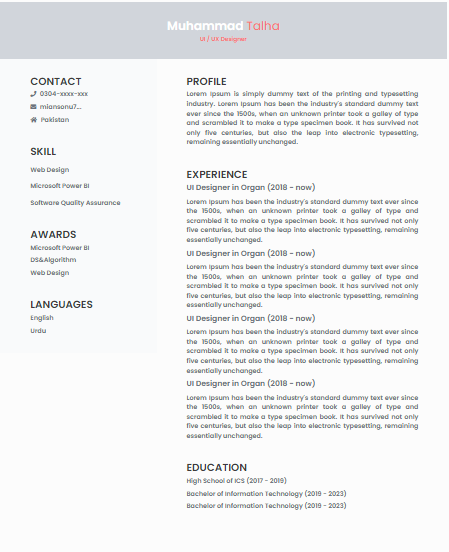 Muhammad Talha
UI / UX Designer
CONTACT
0304-xxxx-xxx
miansonu7...
Pakistan
SKILL
Web Design
Microsoft Power BI
Software Quality Assurance
AWARDS
Microsoft Power BI
DS&Algorithm
Web Design
LANGUAGES
English
Urdu
PROFILE
Lorem Ipsum is simply dummy text of the printing and typesetting
industry. Lorem Ipsum has been the industry's standard dummy text
ever since the 1500s, when an unknown printer took a galley of type
and scrambled it to make a type specimen book. It has survived not
only five centuries, but also the leap into electronic typesetting,
remaining essentially unchanged.
EXPERIENCE
UI Designer in Organ (2018 - now)
Lorem Ipsum has been the industry's standard dummy text ever since
the 1500s, when an unknown printer took a galley of type and
scrambled it to make a type specimen book. It has survived not only
five centuries, but also the leap into electronic typesetting, remaining
essentially unchanged.
UI Designer in Organ (2018 - now)
Lorem Ipsum has been the industry's standard dummy text ever since
the 1500s, when an unknown printer took a galley of type and
scrambled it to make a type specimen book. It has survived not only
five centuries, but also the leap into electronic typesetting, remaining
essentially unchanged.
UI Designer in Organ (2018 - now)
Lorem Ipsum has been the industry's standard dummy text ever since
the 1500s, when an unknown printer took a galley of type and
scrambled it to make a type specimen book. It has survived not only
five centuries, but also the leap into electronic typesetting, remaining
essentially unchanged.
UI Designer in Organ (2018 - now)
Lorem Ipsum has been the industry's standard dummy text ever since
the 1500s, when an unknown printer took a galley of type and
scrambled it to make a type specimen book. It has survived not only
five centuries, but also the leap into electronic typesetting, remaining
essentially unchanged.
EDUCATION
High School of ICS (2017 - 2019)
Bachelor of Information Technology (2019 - 2023)
Bachelor of Information Technology (2019 - 2023)